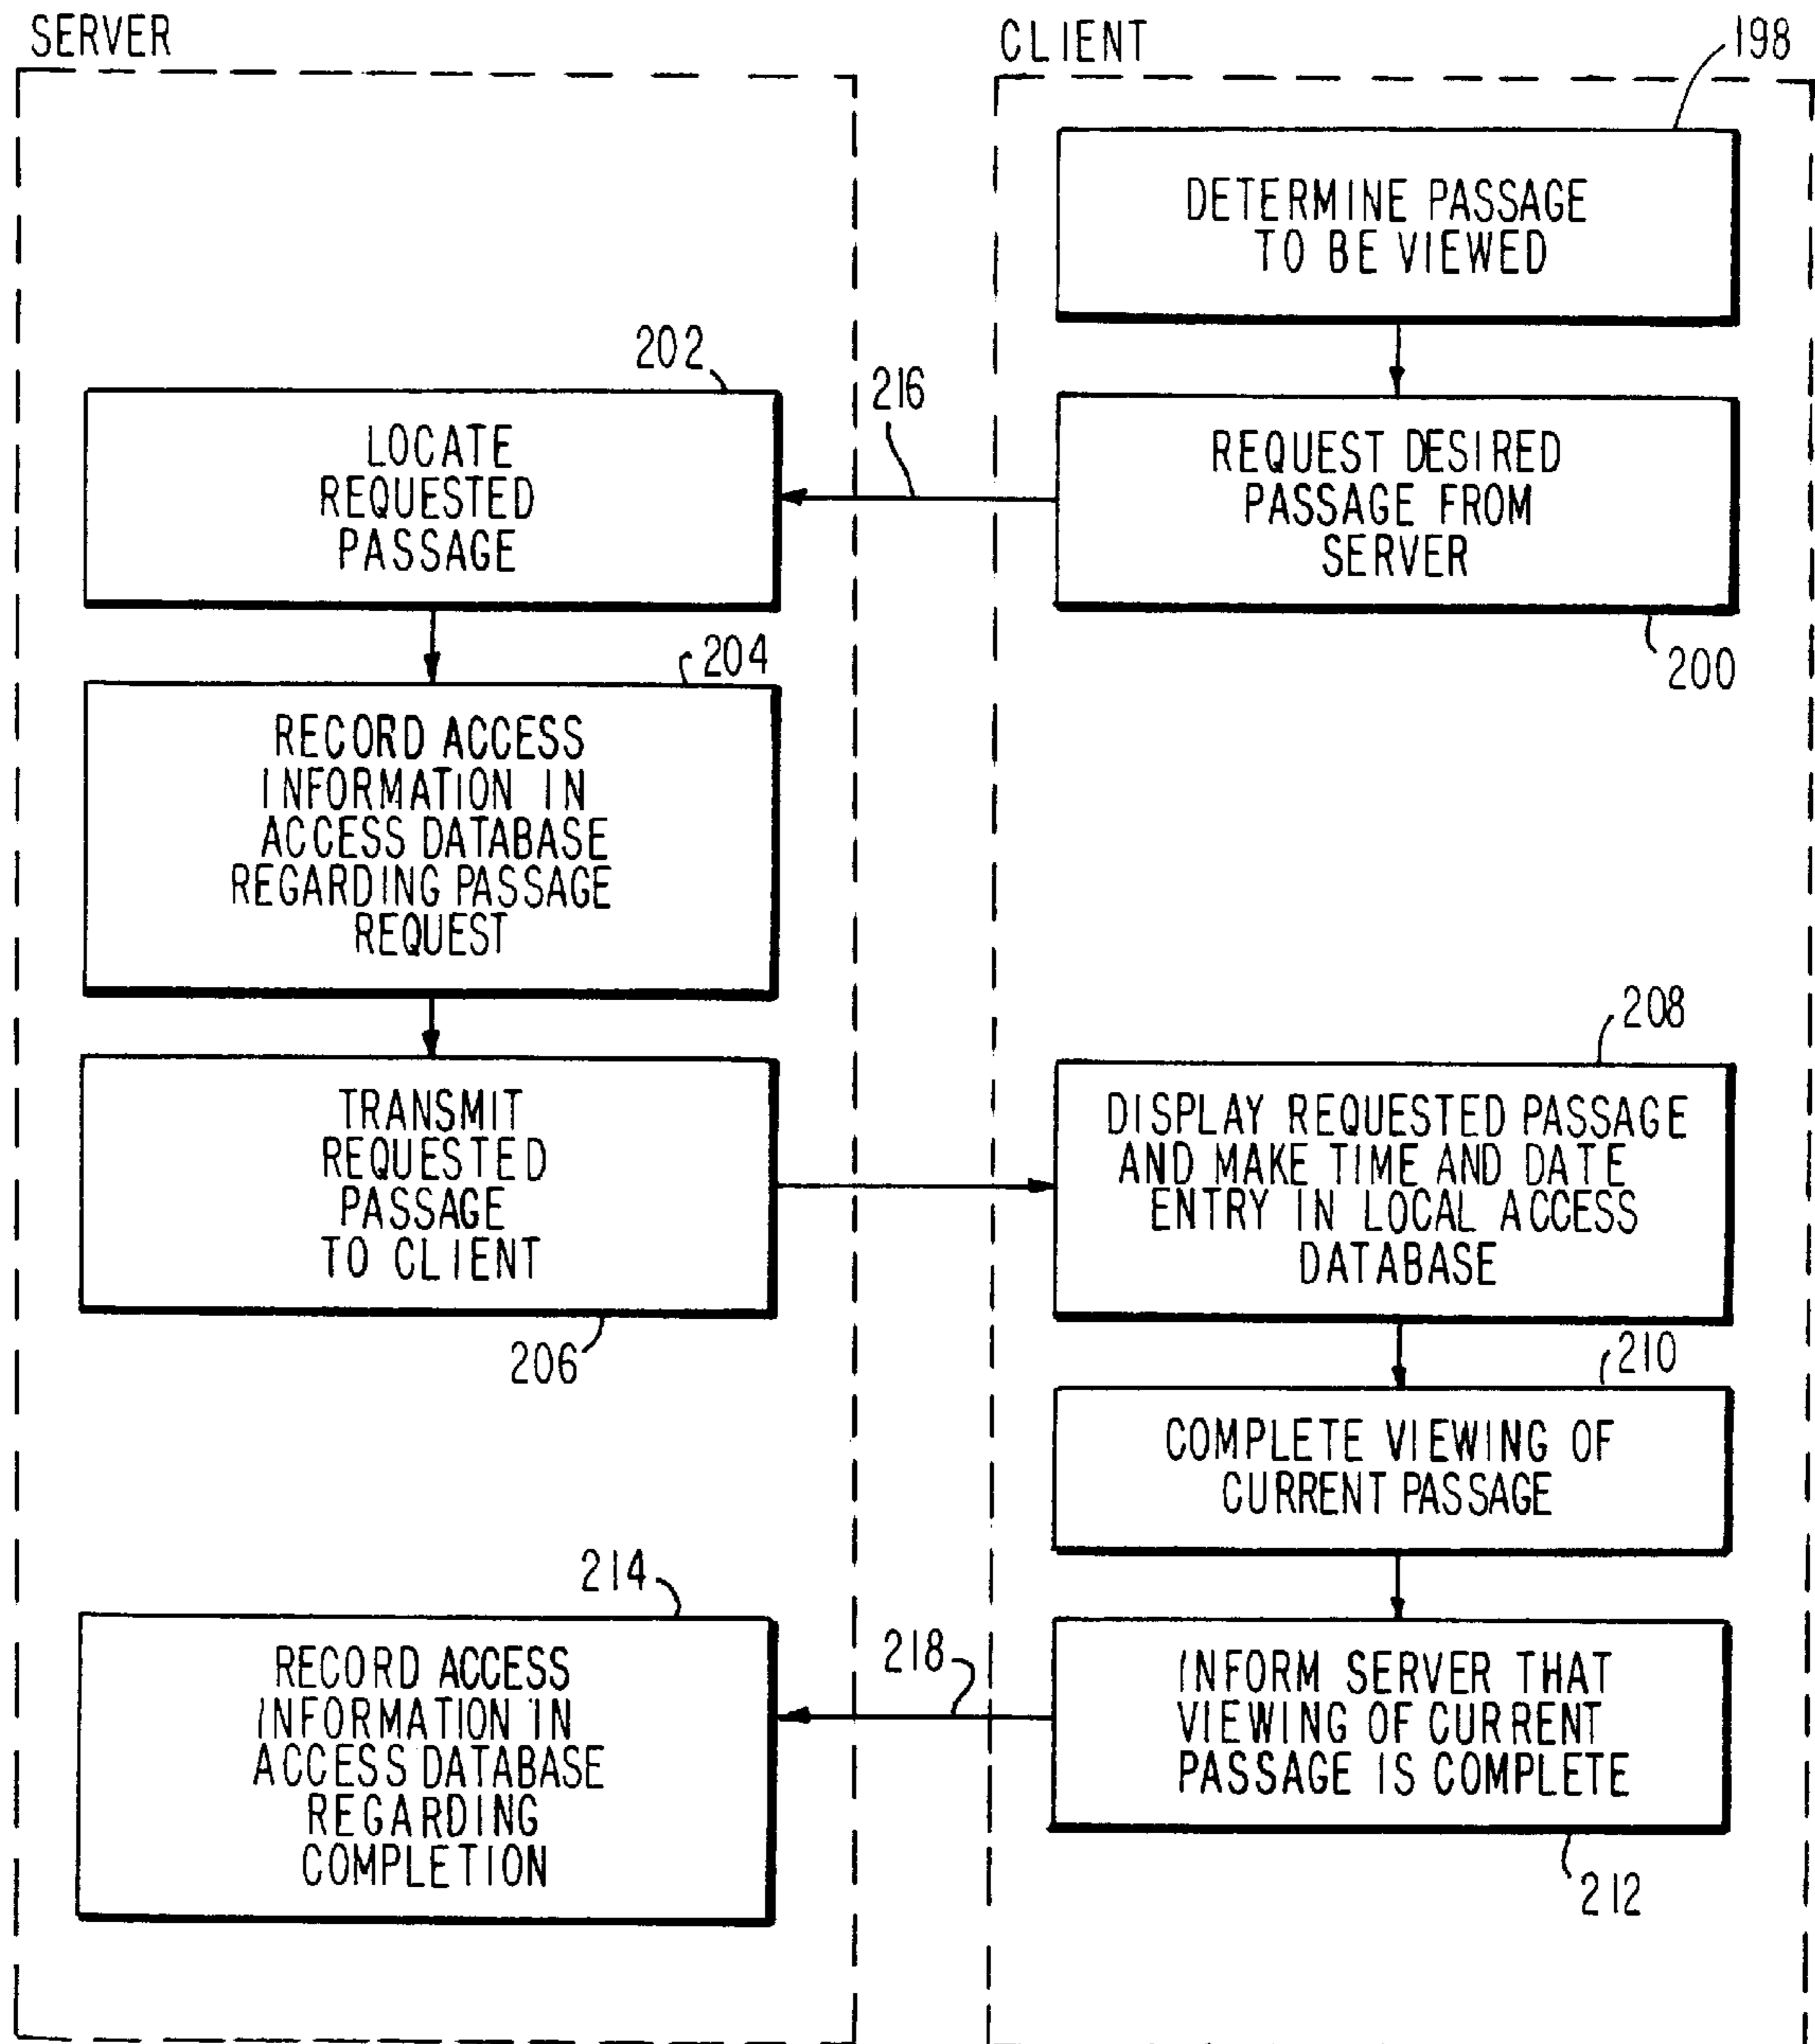 SERVER
CLIENT
198
DETERMINE PASSAGE
TO BE VIEWED
202
216
LOCATE
REQUESTED
PASSAGE
REQUEST DESIRED
PASSAGE FROM
SERVER
200
204
RECORD ACCESS
INFORMATION IN
ACCESS DATABASE
REGARDING PASSAGE
REQUEST
TRANSMIT
REQUESTED
PASSAGE
TO CLIENT
206
208
DISPLAY REQUESTED PASSAGE
AND MAKE TIME AND DATE
ENTRY IN LOCAL ACCESS
DATABASE
210
COMPLETE VIEWING OF
CURRENT PASSAGE
214
218
INFORM SERVER THAT
VIEWING OF CURRENT
PASSAGE IS COMPLETE
212
RECORD ACCESS
INFORMATION IN
ACCESS DATABASE
REGARDING
COMPLETION